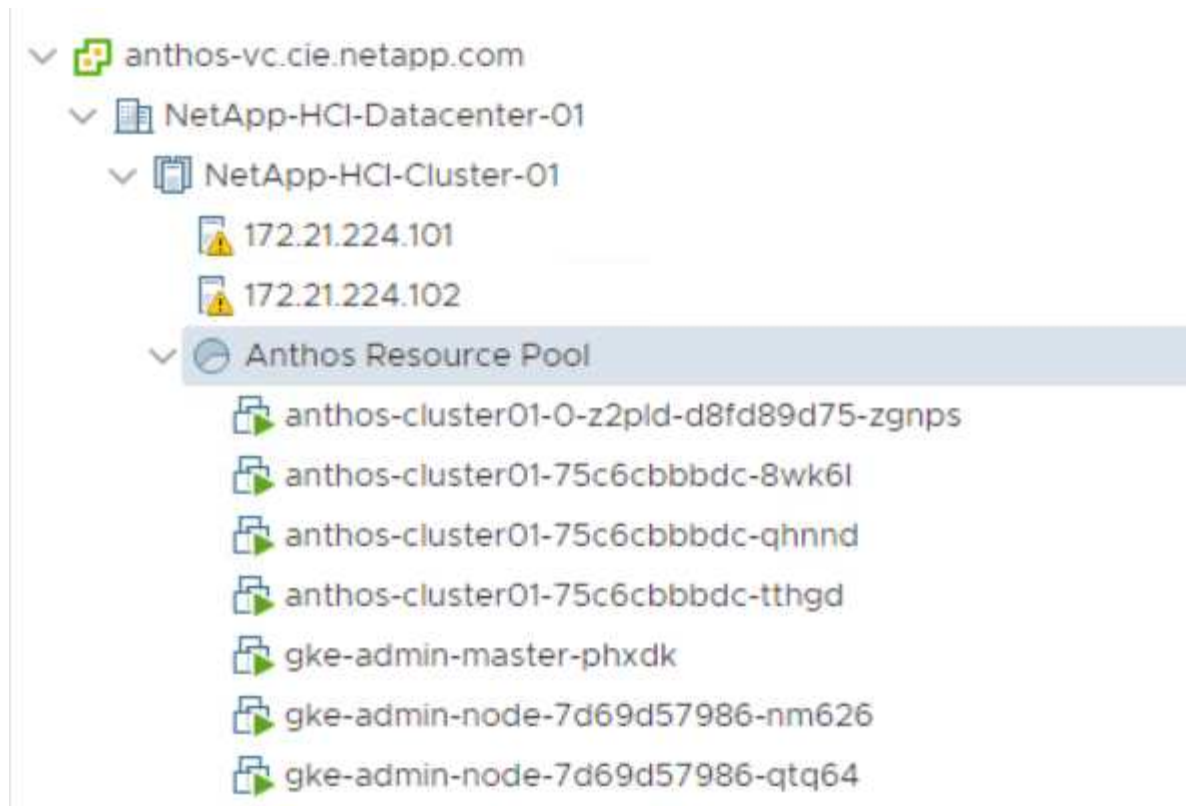 anthos-vc.cie.netapp.com
NetApp-HCI-Datacenter-01
NetApp-HCI-Cluster-01
172.21.224.101
172.21.224.102
Anthos Resource Pool
anthos-cluster01-0-z2pld-d8fd89d75-zgnps
anthos-cluster01-75c6cbbbdc-8wk6l
anthos-cluster01-75c6cbbbdc-qhnnd
anthos-cluster01-75c6cbbbdc-tthgd
gke-admin-master-phxdk
gke-admin-node-7d69d57986-nm626
gke-admin-node-7d69d57986-qtq64